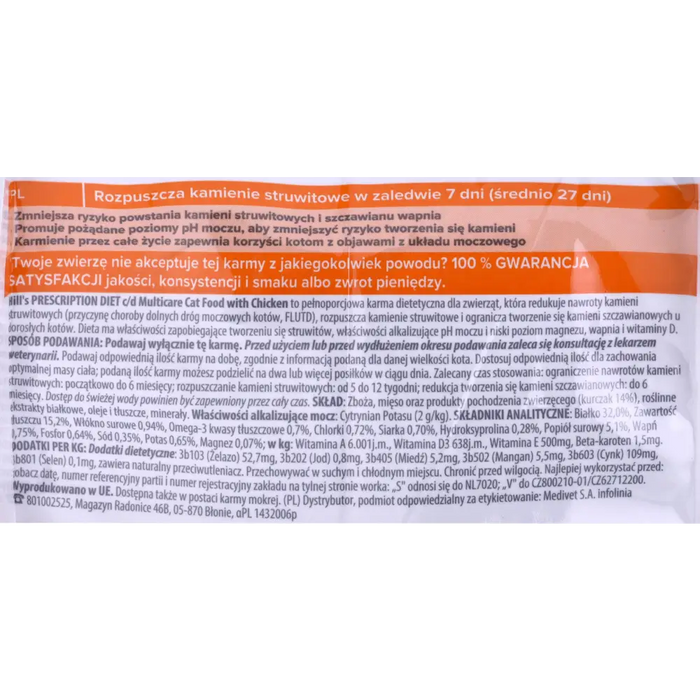 PL Rozpuszcza kamienie struwitowe w zaledwie 7 dni (średnio 27 dni)
Zmniejsza ryzyko powstania kamieni struwitowych i szczawianu wapnia
Promuje pożądane poziomy pH moczu, aby zmniejszyć ryzyko tworzenia się kamieni
Karmienie przez całe życie zapewnia korzyści kotom z objawami z układu moczowego
Twoje zwierzę nie akceptuje tej karmy z jakiegokolwiek powodu? 100 % GWARANCJA
SATYSFAKCJI jakości, konsystencji i smaku albo zwrot pieniędzy.
Hill's PRESCRIPTION DIET c/d Multicare Cat Food with Chicken to pełnoporcjowa karma dietetyczna dla zwierząt, która redukuje nawroty kamieni
struwitowych (przyczynę choroby dolnych dróg moczowych kotów, FLUTD), rozpuszcza kamienie struwitowe i ogranicza tworzenie się kamieni szczawianowych u
dorosłych kotów. Dieta ma właściwości zapobiegające tworzeniu się struwitów, właściwości alkalizujące pH moczu i niski poziom magnezu, wapnia i witaminy D.
SPOSÓB PODAWANIA: Podawaj wyłącznie tę karmę. Przed użyciem lub przed wydłużeniem okresu podawania zaleca się konsultację z lekarzem
weterynarii. Podawaj odpowiednią ilość karmy na dobę, zgodnie z informacją podaną dla danej wielkości kota. Dostosuj odpowiednią ilość dla zachowania
optymalnej masy ciała; podaną ilość karmy możesz podzielić na dwa lub więcej posiłków w ciągu dnia. Zalecany czas stosowania: ograniczenie nawrotów kamieni
struwitowych: początkowo do 6 miesięcy; rozpuszczanie kamieni struwitowych: od 5 do 12 tygodni; redukcja tworzenia się kamieni szczawianowych: do 6
miesięcy. Dostęp do świeżej wody powinien być zapewniony przez cały czas. SKŁAD: Zboża, mięso oraz produkty pochodzenia zwierzęcego (kurczak 14%), roślinne
ekstrakty białkowe, oleje i tłuszcze, minerały. Właściwości alkalizujące mocz: Cytrynian Potasu (2 g/kg). SKŁADNIKI ANALITYCZNE: Białko 32,0%, Zawartość
tłuszczu 15,2%, Włókno surowe 0,94%, Omega-3 kwasy tłuszczowe 0,7%, Chlorki 0,72%, Siarka 0,70%, Hydroksyprolina 0,28%, Popiół surowy 5,1%, Wapń
0,75%, Fosfor 0,64%, Sód 0,35%, Potas 0,65%, Magnez 0,07%; w kg: Witamina A 6.001j.m., Witamina D3 638j.m., Witamina E 500mg, Beta-karoten 1,5mg.
DODATKI PER KG: Dodatki dietetyczne: 3b103 (Żelazo) 52,7mg, 3b202 (Jod) 0,8mg, 3b405 (Miedź) 5,2mg, 3b502 (Mangan) 5,5mg, 3b603 (Cynk) 109mg,
3b801 (Selen) 0,1mg, zawiera naturalny przeciwutleniacz. Przechowywać w suchym i chłodnym miejscu. Chronić przed wilgocią. Najlepiej wykorzystać przed:
zobacz datę, numer referencyjny partii i numer rejestracyjny zakładu na tylnej stronie worka: „S" odnosi się do NL7020; „V" do CZ800210-01/CZ62712200.
Wyprodukowano w UE. Dostępna także w postaci karmy mokrej. (PL) Dystrybutor, podmiot odpowiedzialny za etykietowanie: Medivet S.A. infolinia
☎ 801002525, Magazyn Radonice 46B, 05-870 Błonie, αPL 1432006p